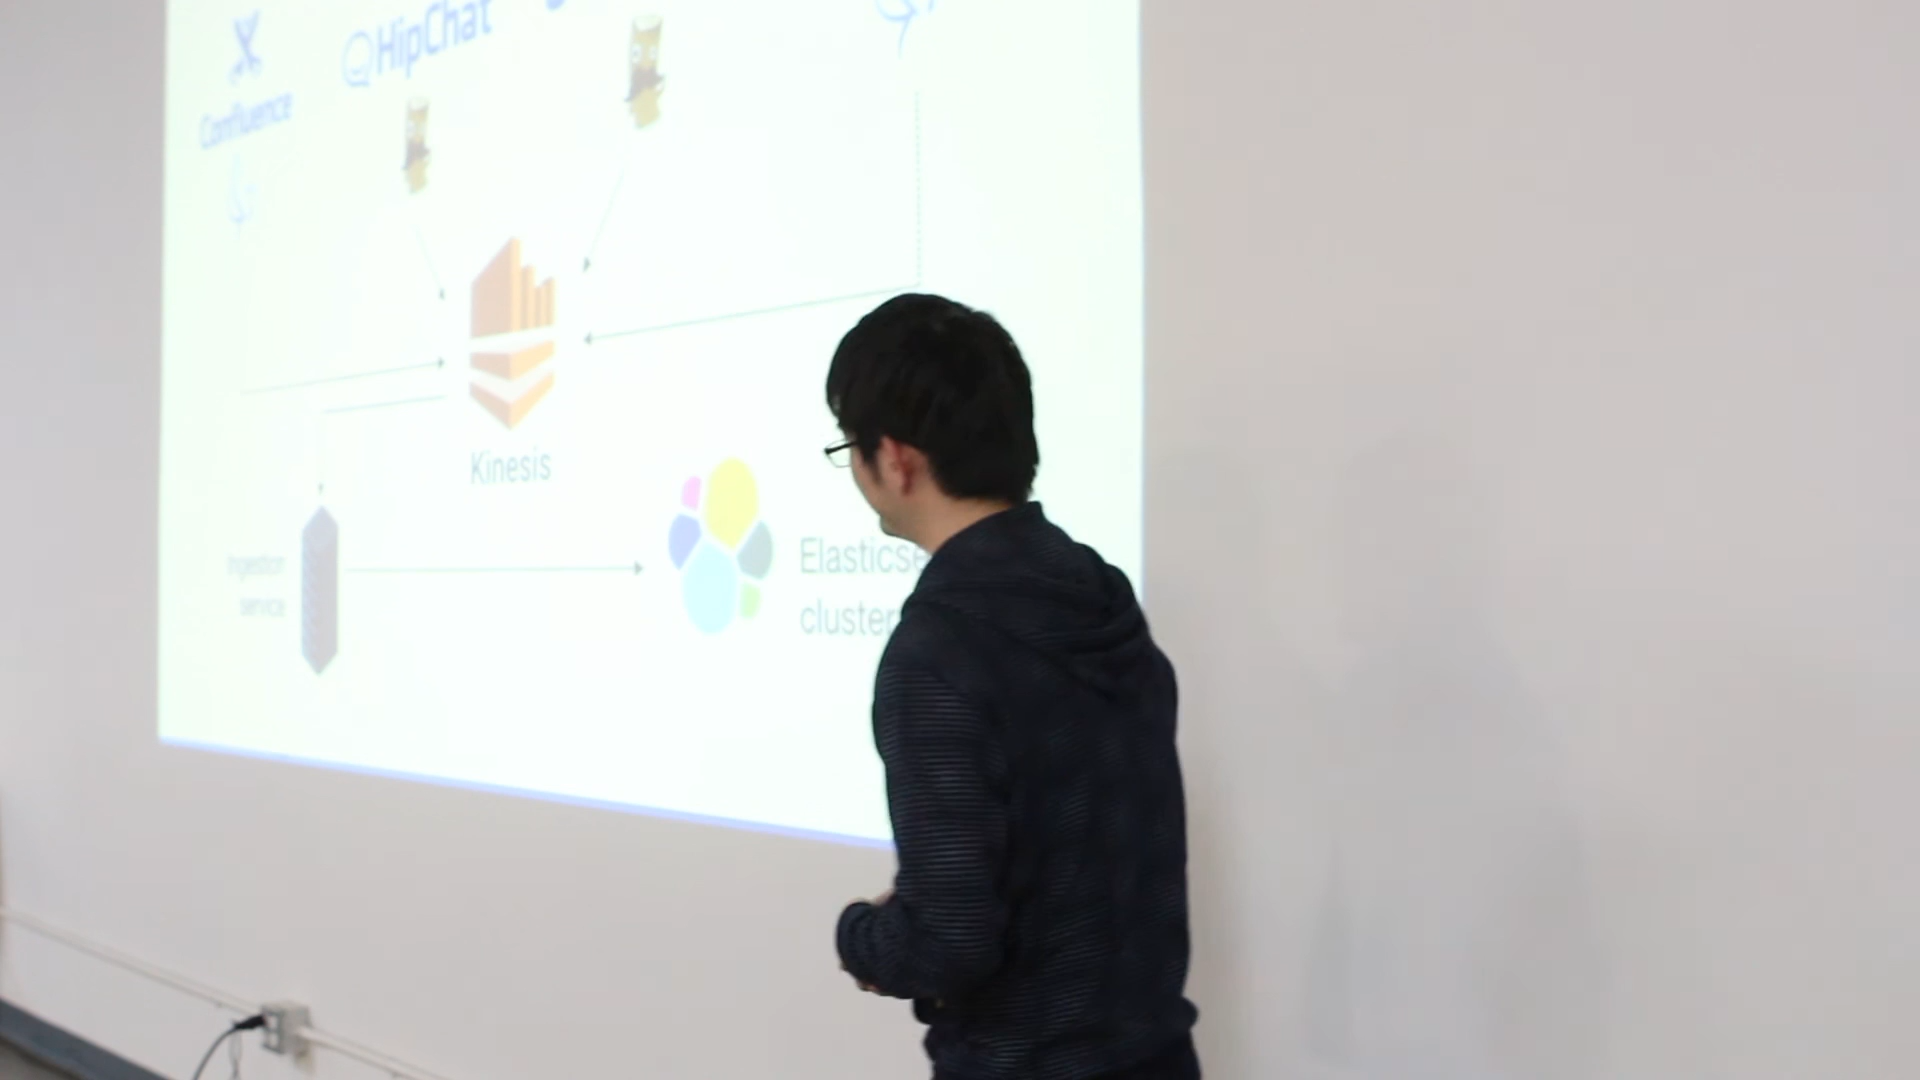 HipChat
Confluence
Kinesis
Ingestion
service
Elasticse
cluster